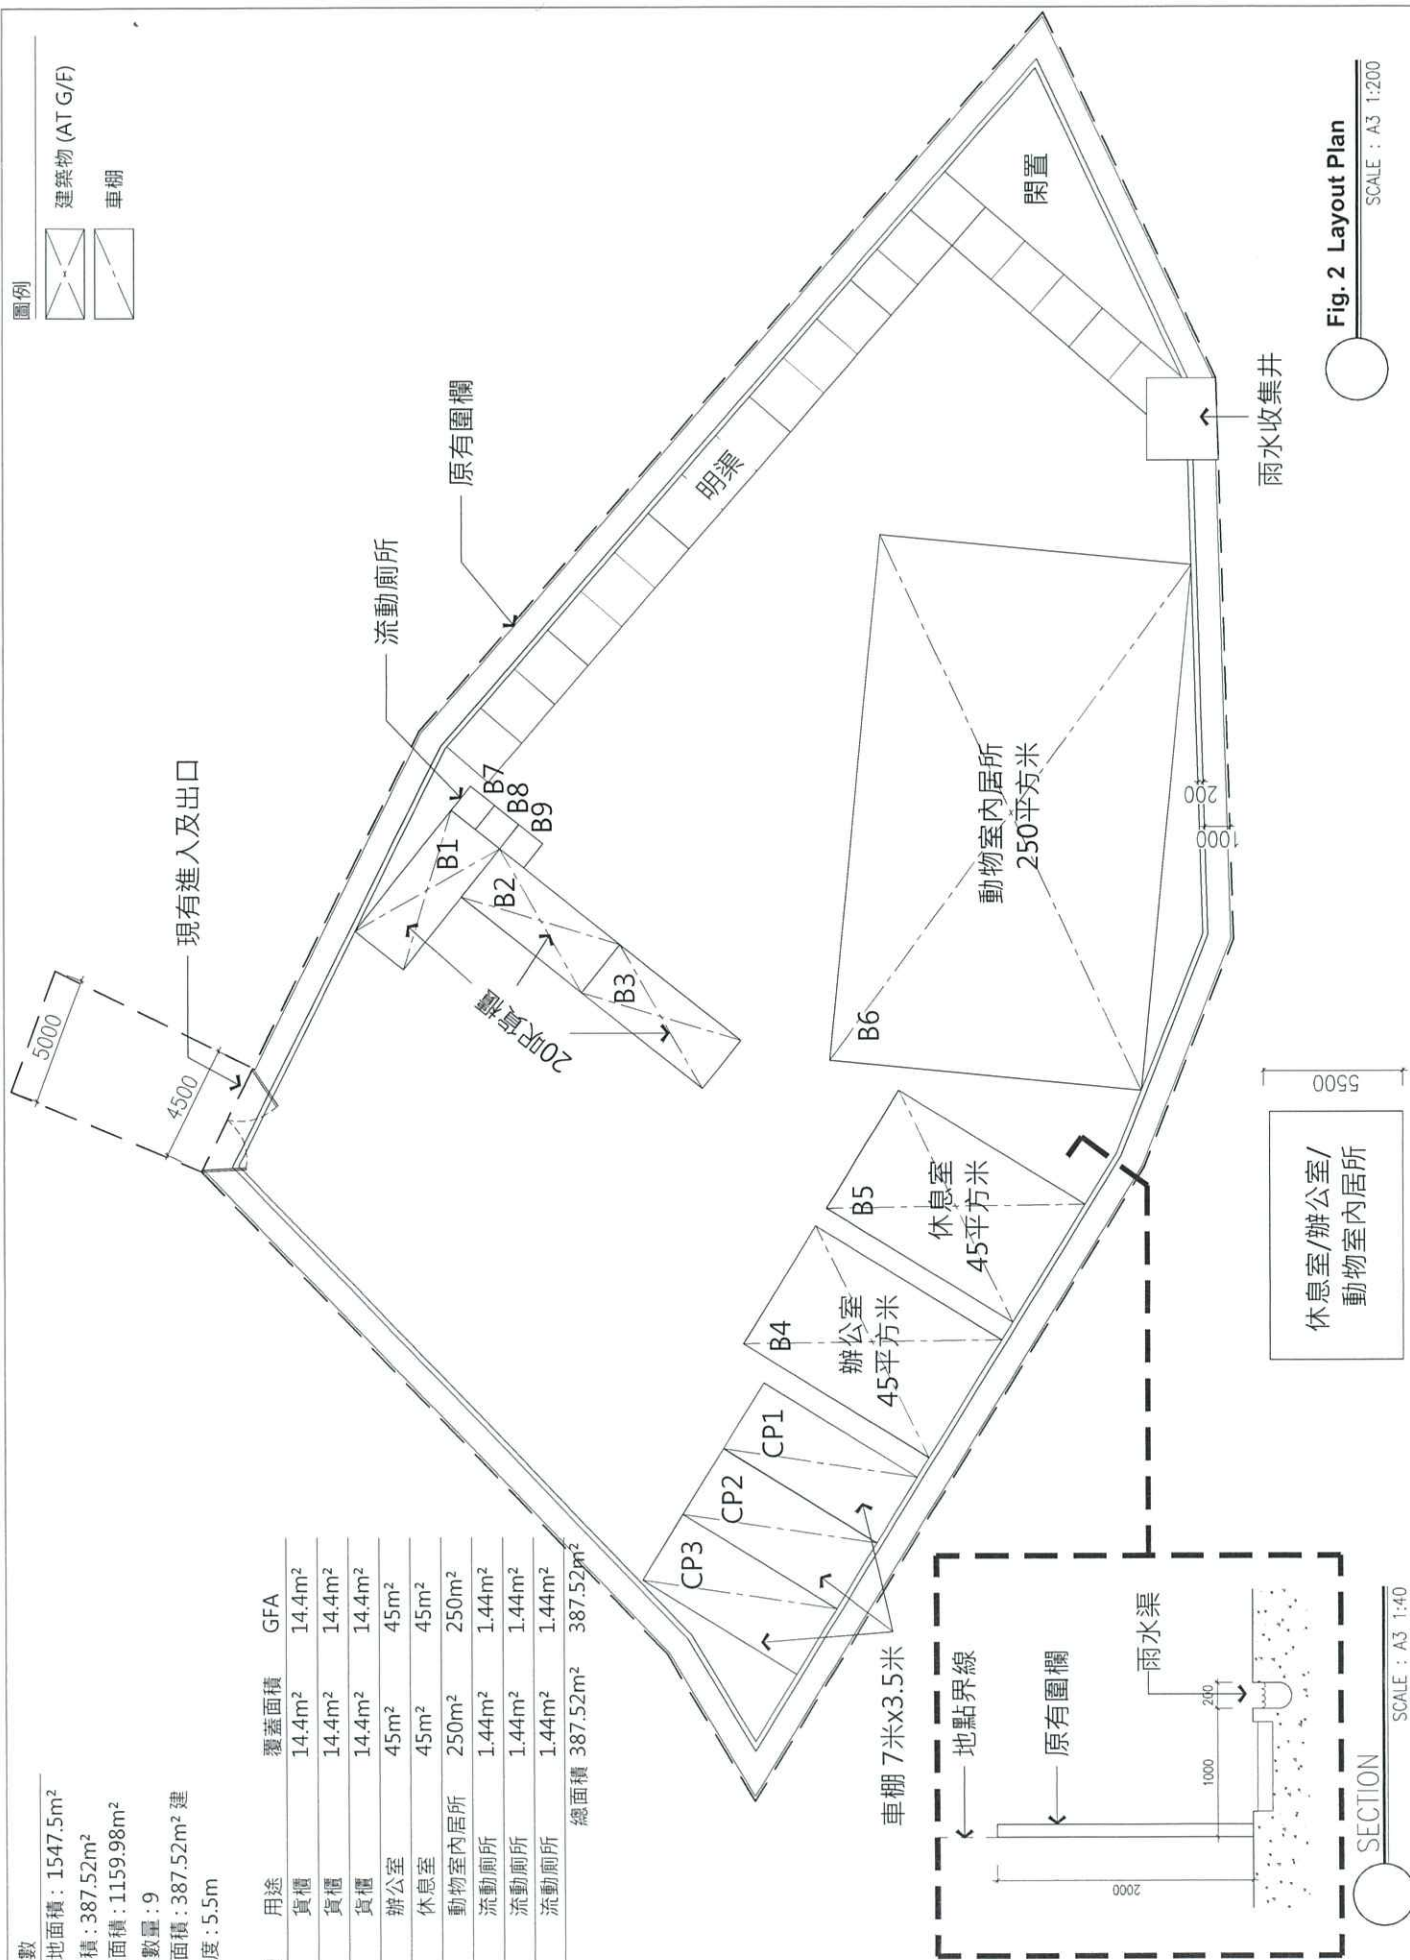 數
地面積 : 1547.5m²
積 : 387.52m²
面積 : 1159.98m²
數量 : 9
面積 : 387.52m² 建
度 : 5.5m
用途 覆蓋面積 GFA
貨櫃 14.4m² 14.4m²
貨櫃 14.4m² 14.4m²
貨櫃 14.4m² 14.4m²
辦公室 45m² 45m²
休息室 45m² 45m²
動物室內居所 250m² 250m²
流動廁所 1.44m² 1.44m²
流動廁所 1.44m² 1.44m²
流動廁所 1.44m² 1.44m²
總面積 387.52m² 387.52m²
圖例
建築物 (AT G/F)
車棚
5000
4500
現有進入及出口
流動廁所
原有圍欄
B1
B7
B8
B9
B2
B3
20呎貨櫃
明渠
閑置
CP3
CP2
CP1
B4
辦公室
45平方米
B5
休息室
45平方米
B6
動物室內居所
250平方米
200
1000
雨水收集井
車棚 7米x3.5米
地點界線
原有圍欄
雨水渠
1000
200
2000
SECTION
SCALE : A3 1:40
休息室/辦公室/
動物室內居所
5500
Fig. 2 Layout Plan
SCALE : A3 1:200